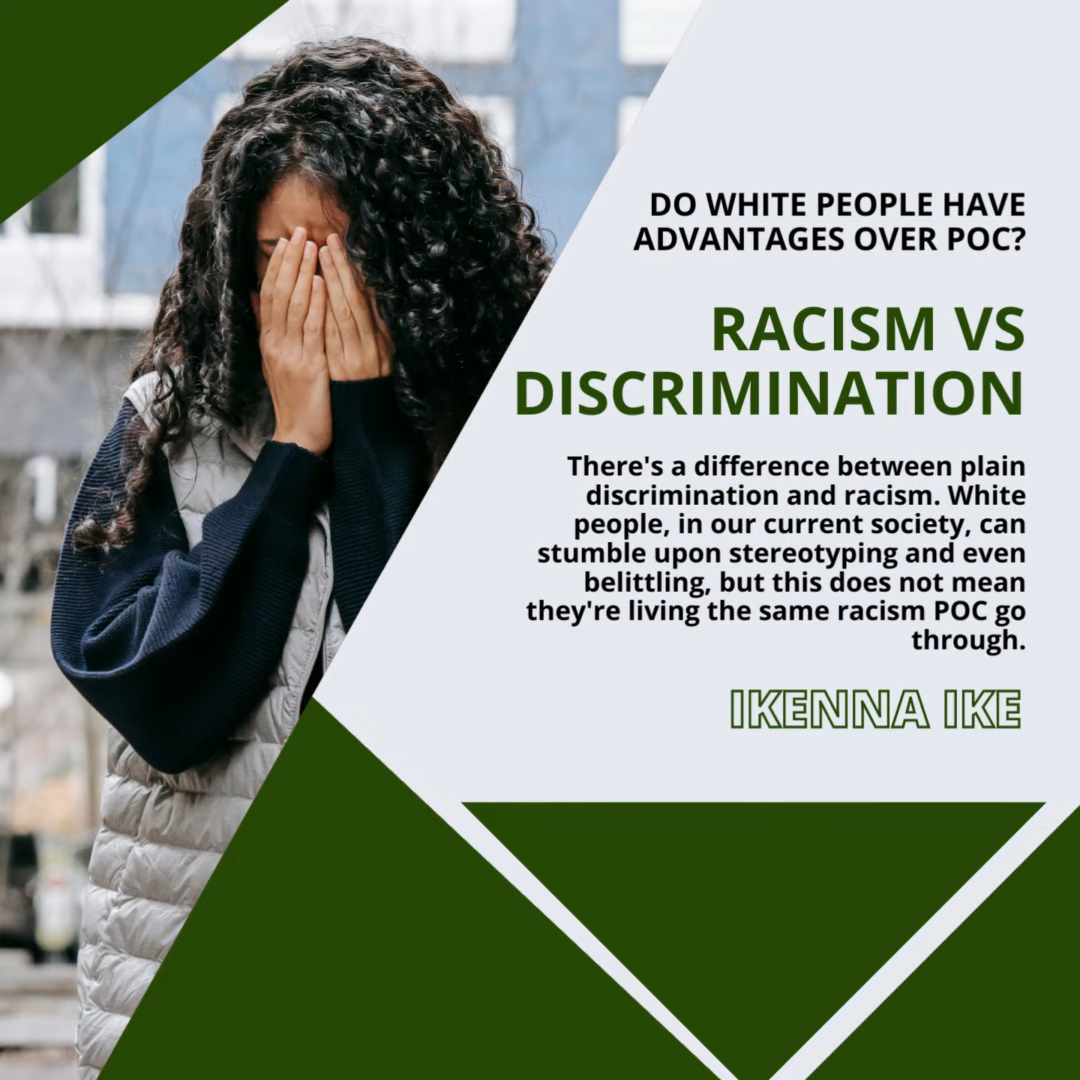 DO WHITE PEOPLE HAVE
ADVANTAGES OVER POC?
RACISM VS
DISCRIMINATION
There's a difference between plain
discrimination and racism. White
people, in our current society, can
stumble upon stereotyping and even
belittling, but this does not mean
they're living the same racism POC go
through.
IKENNA IKE